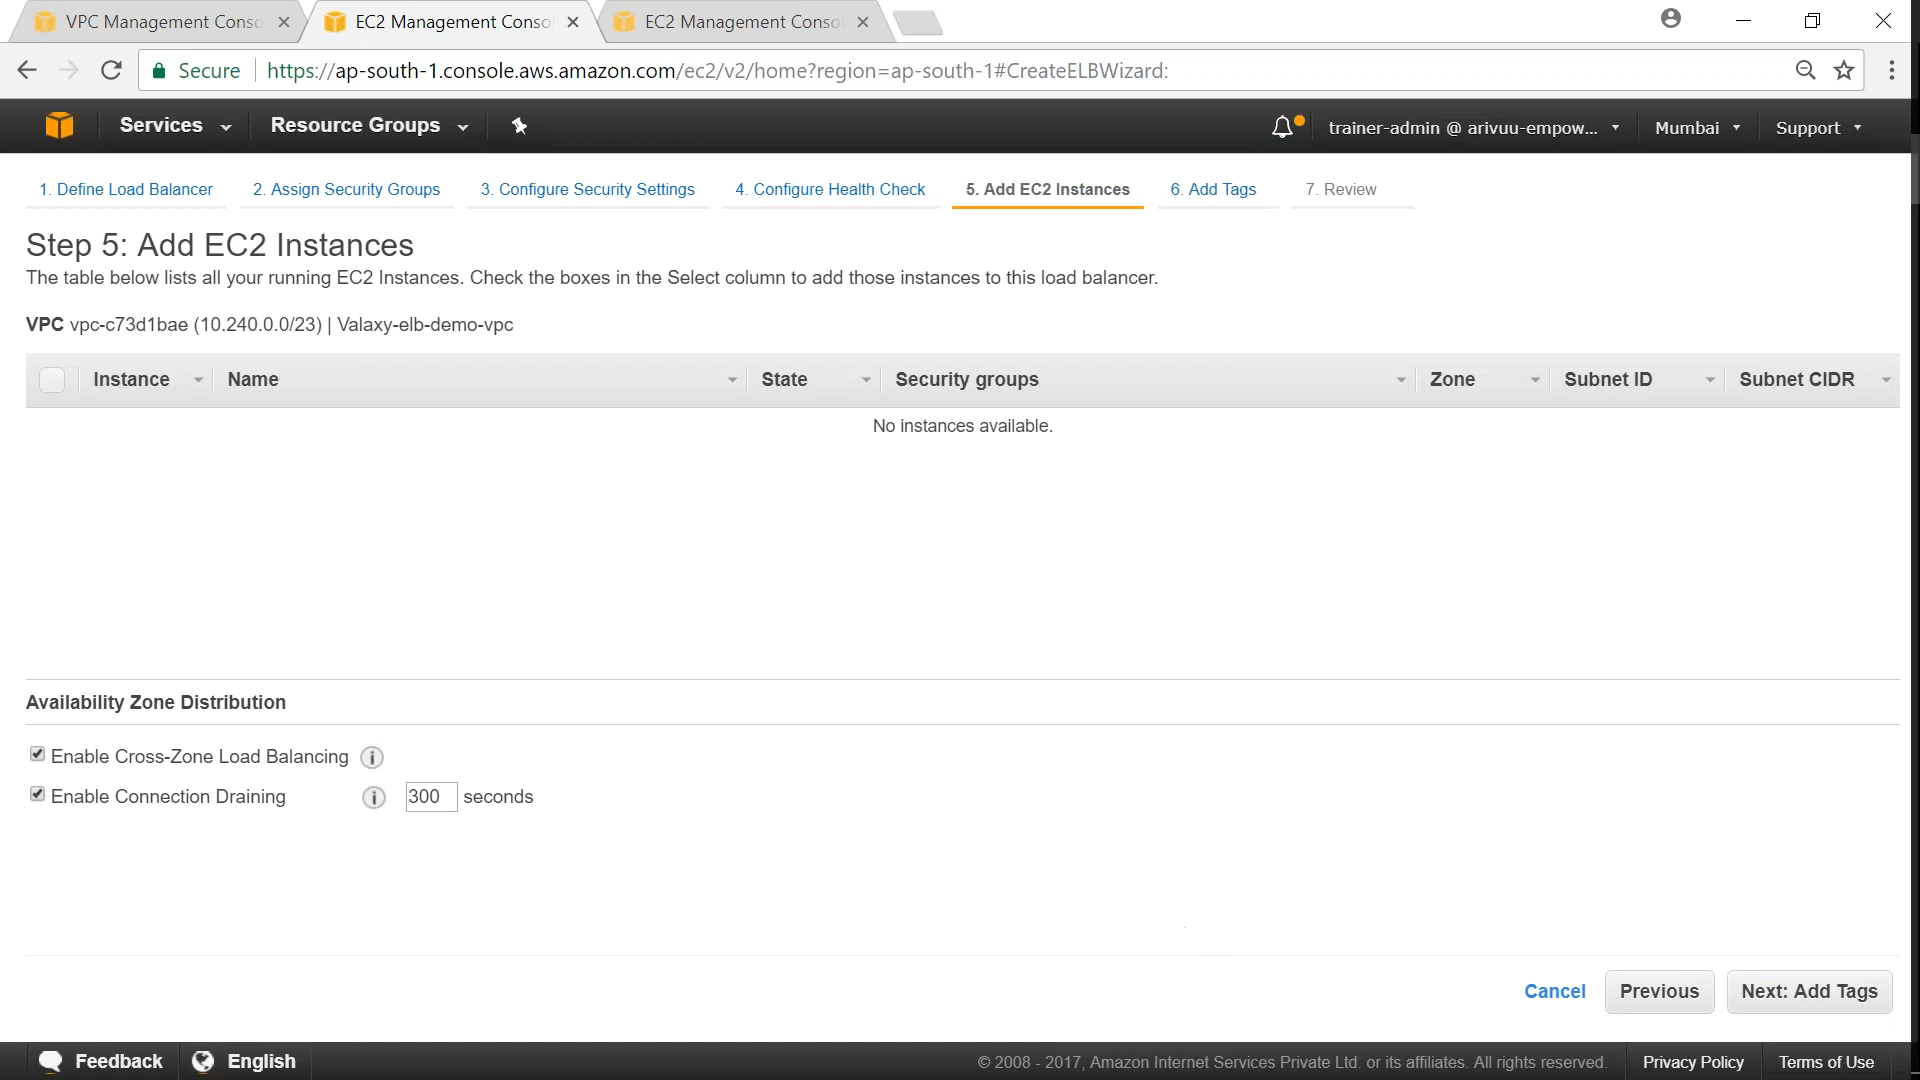 VPC Management Conso
EC2 Management Conso
EC2 Management Conso
Secure
https://ap-south-1.console.aws.amazon.com/ec2/v2/home?region=ap-south-1#CreateELBWizard:
Services
Resource Groups
trainer-admin @ arivuu-empow...
Mumbai
Support
1. Define Load Balancer
2. Assign Security Groups
3. Configure Security Settings
4. Configure Health Check
5. Add EC2 Instances
6. Add Tags
7. Review
Step 5: Add EC2 Instances
The table below lists all your running EC2 Instances. Check the boxes in the Select column to add those instances to this load balancer.
VPC vpc-c73d1bae (10.240.0.0/23) | Valaxy-elb-demo-vpc
Instance
Name
State
Security groups
Zone
Subnet ID
Subnet CIDR
No instances available.
Availability Zone Distribution
Enable Cross-Zone Load Balancing
Enable Connection Draining
300 seconds
Cancel
Previous
Next: Add Tags
Feedback
English
© 2008 - 2017, Amazon Internet Services Private Ltd. or its affiliates. All rights reserved.
Privacy Policy
Terms of Use